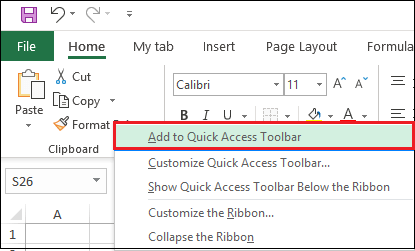 File Home My tab Insert Page Layout Formula
Cut
Copy
Paste
Format
Clipboard
Calibri 11 A A
B I U A
Add to Quick Access Toolbar
Customize Quick Access Toolbar...
Show Quick Access Toolbar Below the Ribbon
Customize the Ribbon...
Collapse the Ribbon
S26
A
1
2